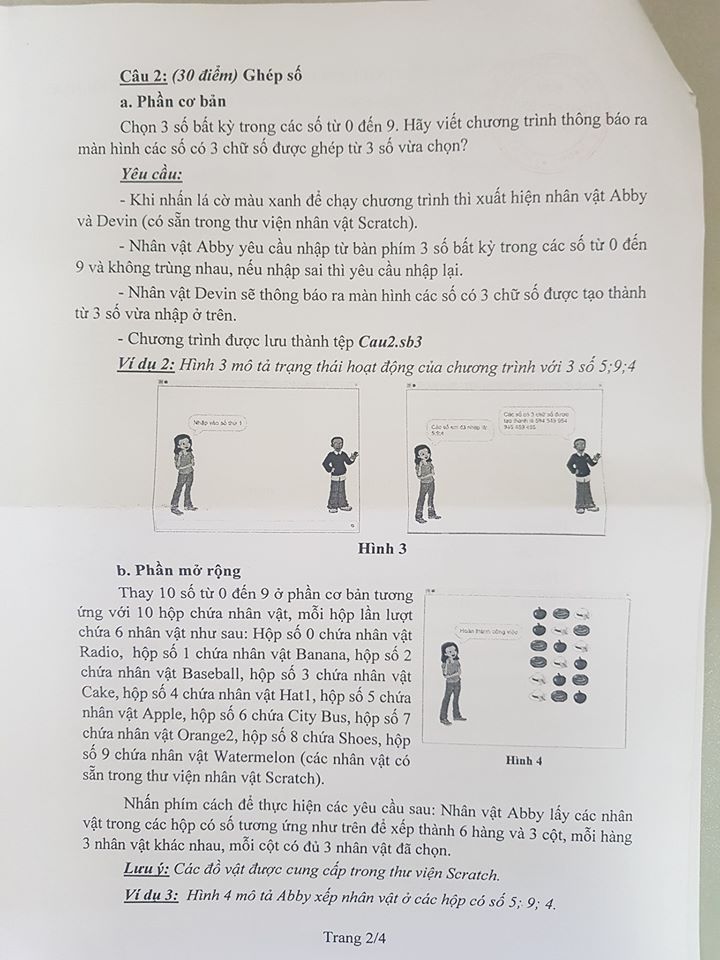 Câu 2: (30 điểm) Ghép số
a. Phần cơ bản
Chọn 3 số bất kỳ trong các số từ 0 đến 9. Hãy viết chương trình thông báo ra
màn hình các số có 3 chữ số được ghép từ 3 số vừa chọn?
Yêu cầu:
- Khi nhấn lá cờ màu xanh để chạy chương trình thì xuất hiện nhân vật Abby
và Devin (có sẵn trong thư viện nhân vật Scratch).
- Nhân vật Abby yêu cầu nhập từ bàn phím 3 số bất kỳ trong các số từ 0 đến
9 và không trùng nhau, nếu nhập sai thì yêu cầu nhập lại.
- Nhân vật Devin sẽ thông báo ra màn hình các số có 3 chữ số được tạo thành
từ 3 số vừa nhập ở trên.
- Chương trình được lưu thành tệp Cau2.sb3
Ví dụ 2: Hình 3 mô tả trạng thái hoạt động của chương trình với 3 số 5;9;4
Nhập vào số thứ 1
Các số có 3 chữ số được
tạo thành là 594 549 954
945 459 495
Các số em đã nhập là:
Hình 3
b. Phần mở rộng
Thay 10 số từ 0 đến 9 ở phần cơ bản tương
ứng với 10 hộp chứa nhân vật, mỗi hộp lần lượt
chứa 6 nhân vật như sau: Hộp số 0 chứa nhân vật
Radio, hộp số 1 chứa nhân vật Banana, hộp số 2
chứa nhân vật Baseball, hộp số 3 chứa nhân vật
Cake, hộp số 4 chứa nhân vật Hat1, hộp số 5 chứa
nhân vật Apple, hộp số 6 chứa City Bus, hộp số 7
chứa nhân vật Orange2, hộp số 8 chứa Shoes, hộp
số 9 chứa nhân vật Watermelon (các nhân vật có
sẵn trong thư viện nhân vật Scratch).
Hoàn thành công việc
Hình 4
Nhấn phím cách để thực hiện các yêu cầu sau: Nhân vật Abby lấy các nhân
vật trong các hộp có số tương ứng như trên để xếp thành 6 hàng và 3 cột, mỗi hàng
3 nhân vật khác nhau, mỗi cột có đủ 3 nhân vật đã chọn.
Lưu ý: Các đồ vật được cung cấp trong thư viện Scratch.
Ví dụ 3: Hình 4 mô tả Abby xếp nhân vật ở các hộp có số 5; 9; 4.
Trang 2/4